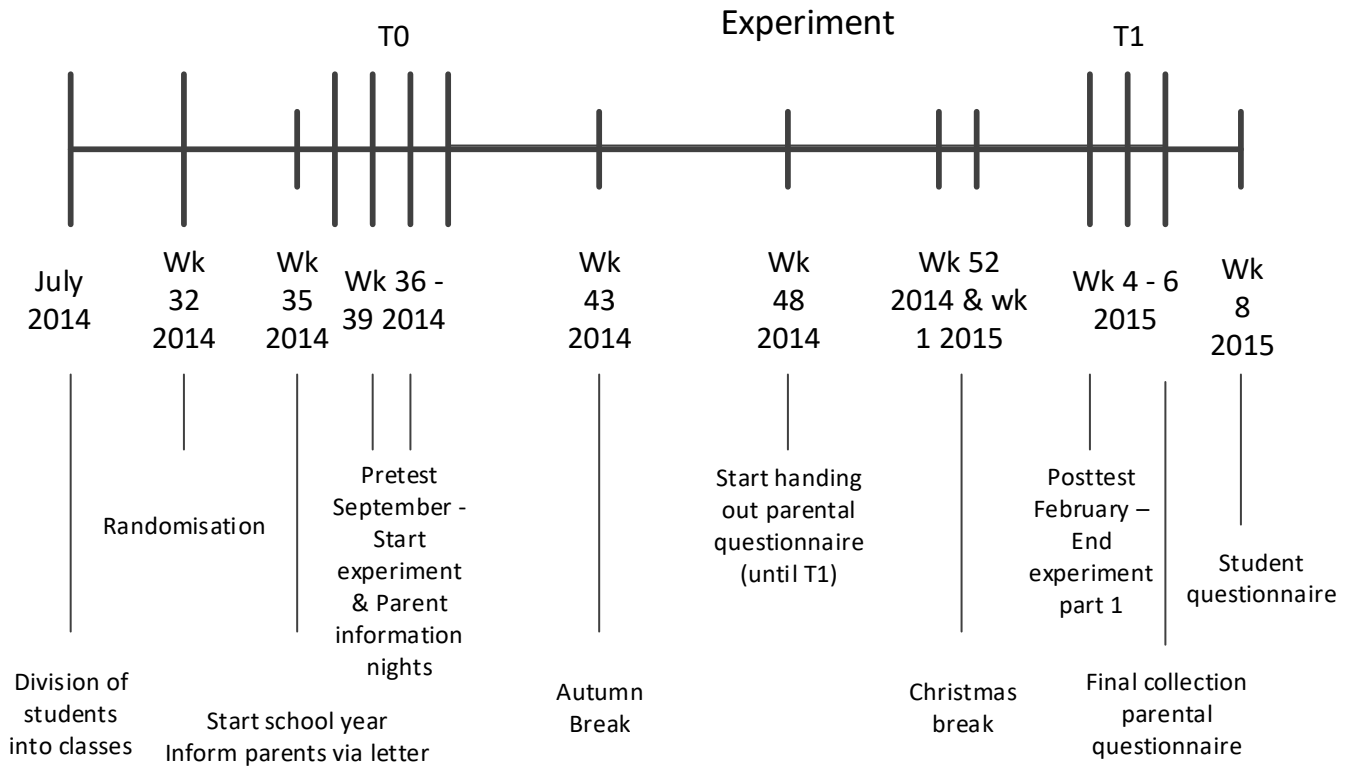 T0
Experiment
T1
July
2014
Wk
32
2014
Wk
35
2014
Wk 36 -
39 2014
Wk
43
2014
Wk
48
2014
Wk 52
2014 & wk
1 2015
Wk 4 - 6
2015
Wk
8
2015
Division of
students
into classes
Randomisation
Start school year
Inform parents via letter
Pretest
September -
Start
experiment
& Parent
information
nights
Autumn
Break
Start handing
out parental
questionnaire
(until T1)
Christmas
break
Posttest
February –
End
experiment
part 1
Final collection
parental
questionnaire
Student
questionnaire